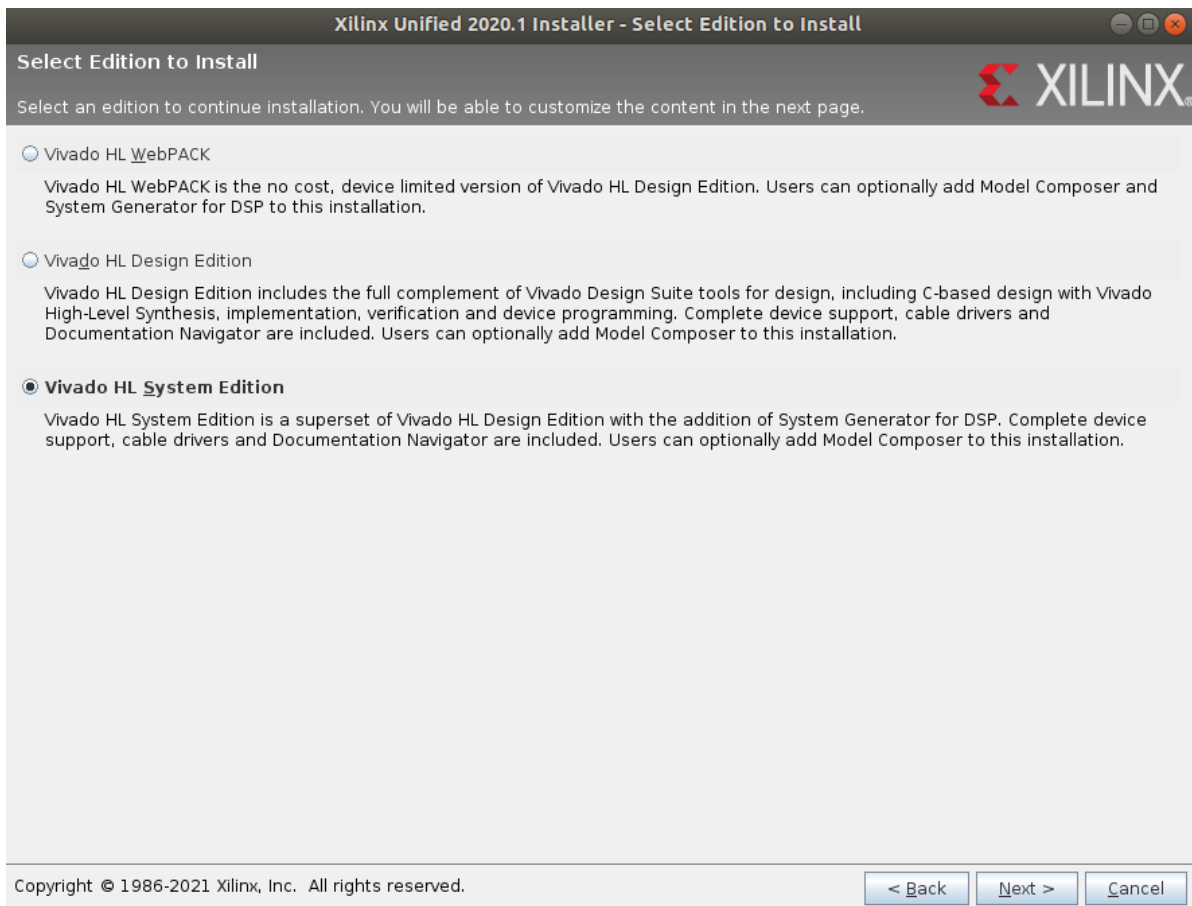 Xilinx Unified 2020.1 Installer - Select Edition to Install
Select Edition to Install
Select an edition to continue installation. You will be able to customize the content in the next page.
XILINX®
Vivado HL WebPACK
Vivado HL WebPACK is the no cost, device limited version of Vivado HL Design Edition. Users can optionally add Model Composer and
System Generator for DSP to this installation.
Vivado HL Design Edition
Vivado HL Design Edition includes the full complement of Vivado Design Suite tools for design, including C-based design with Vivado
High-Level Synthesis, implementation, verification and device programming. Complete device support, cable drivers and
Documentation Navigator are included. Users can optionally add Model Composer to this installation.
Vivado HL System Edition
Vivado HL System Edition is a superset of Vivado HL Design Edition with the addition of System Generator for DSP. Complete device
support, cable drivers and Documentation Navigator are included. Users can optionally add Model Composer to this installation.
Copyright © 1986-2021 Xilinx, Inc. All rights reserved.
< Back
Next >
Cancel